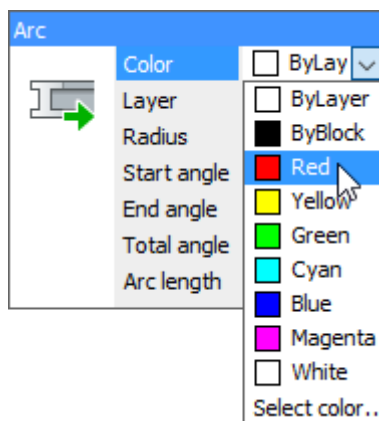 Arc
Color ByLay
Layer
Radius
Start angle
End angle
Total angle
Arc length
ByLayer
ByBlock
Red
Yellow
Green
Cyan
Blue
Magenta
White
Select color..